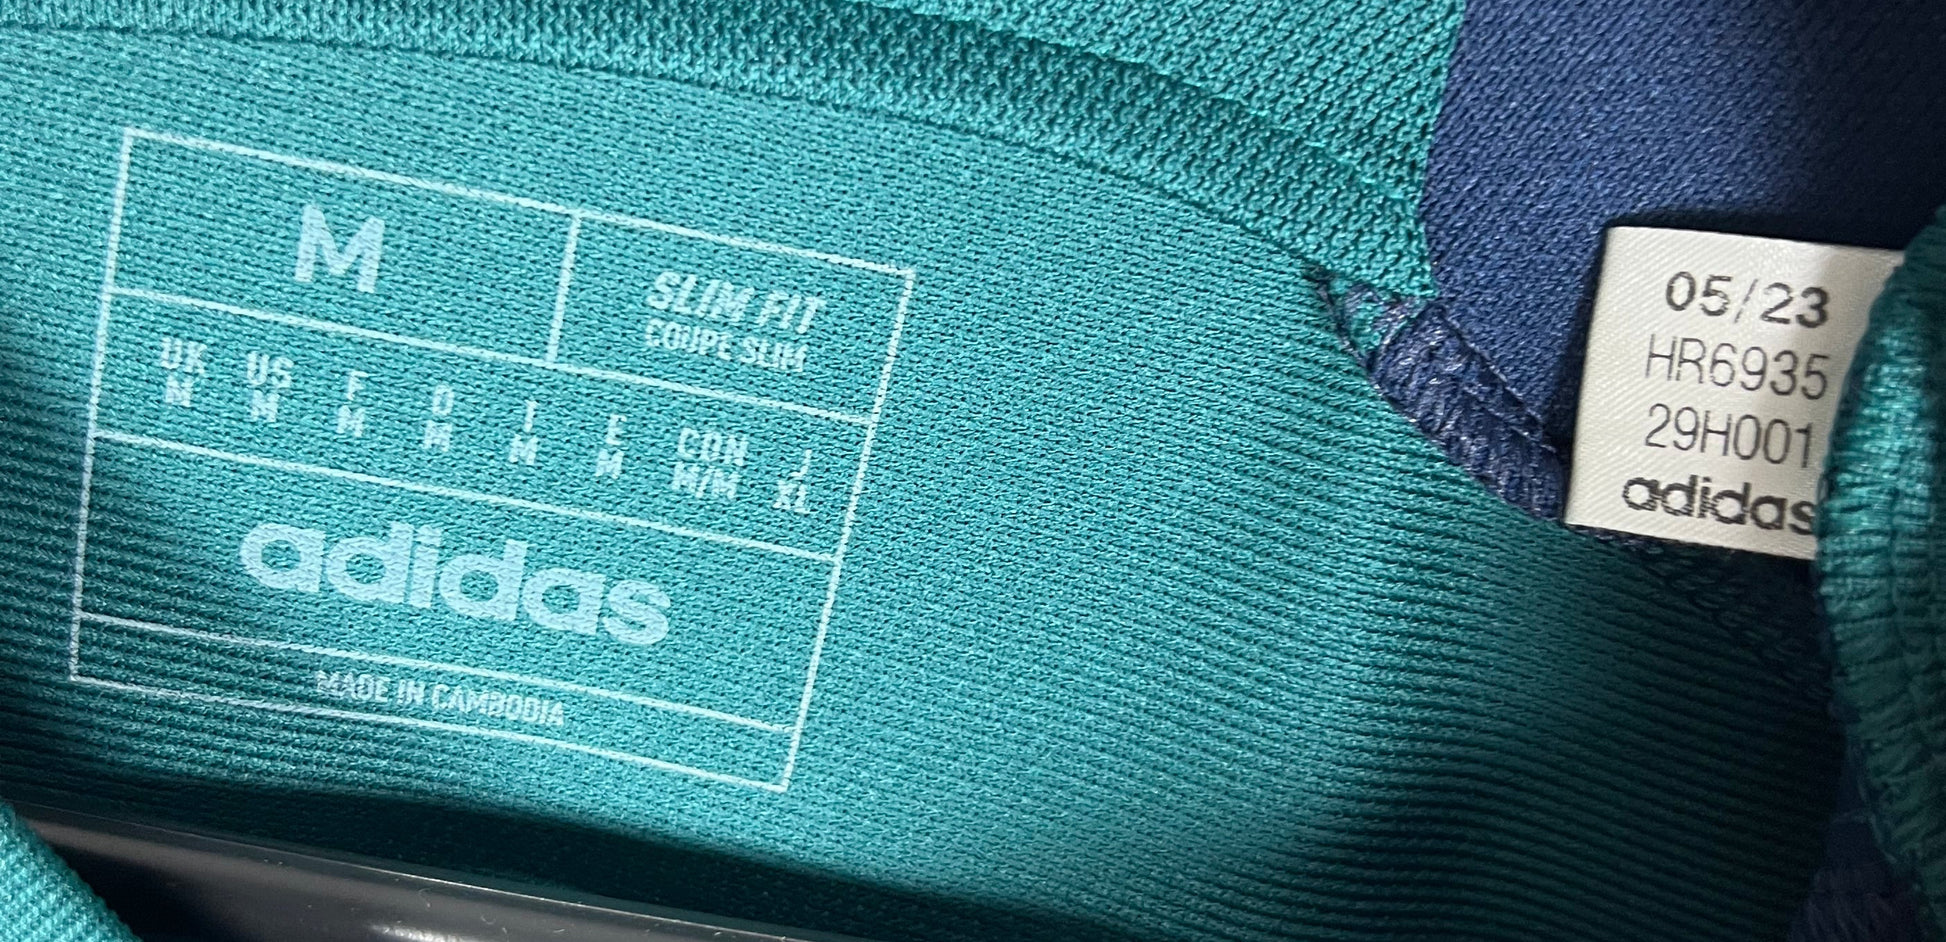 M
SLIM FIT
COUPE SLIM
UK US F D I E CON J
M M M M M M M/M XL
adidas
MADE IN CAMBODIA
05/23
HR6935
29H001
adidas